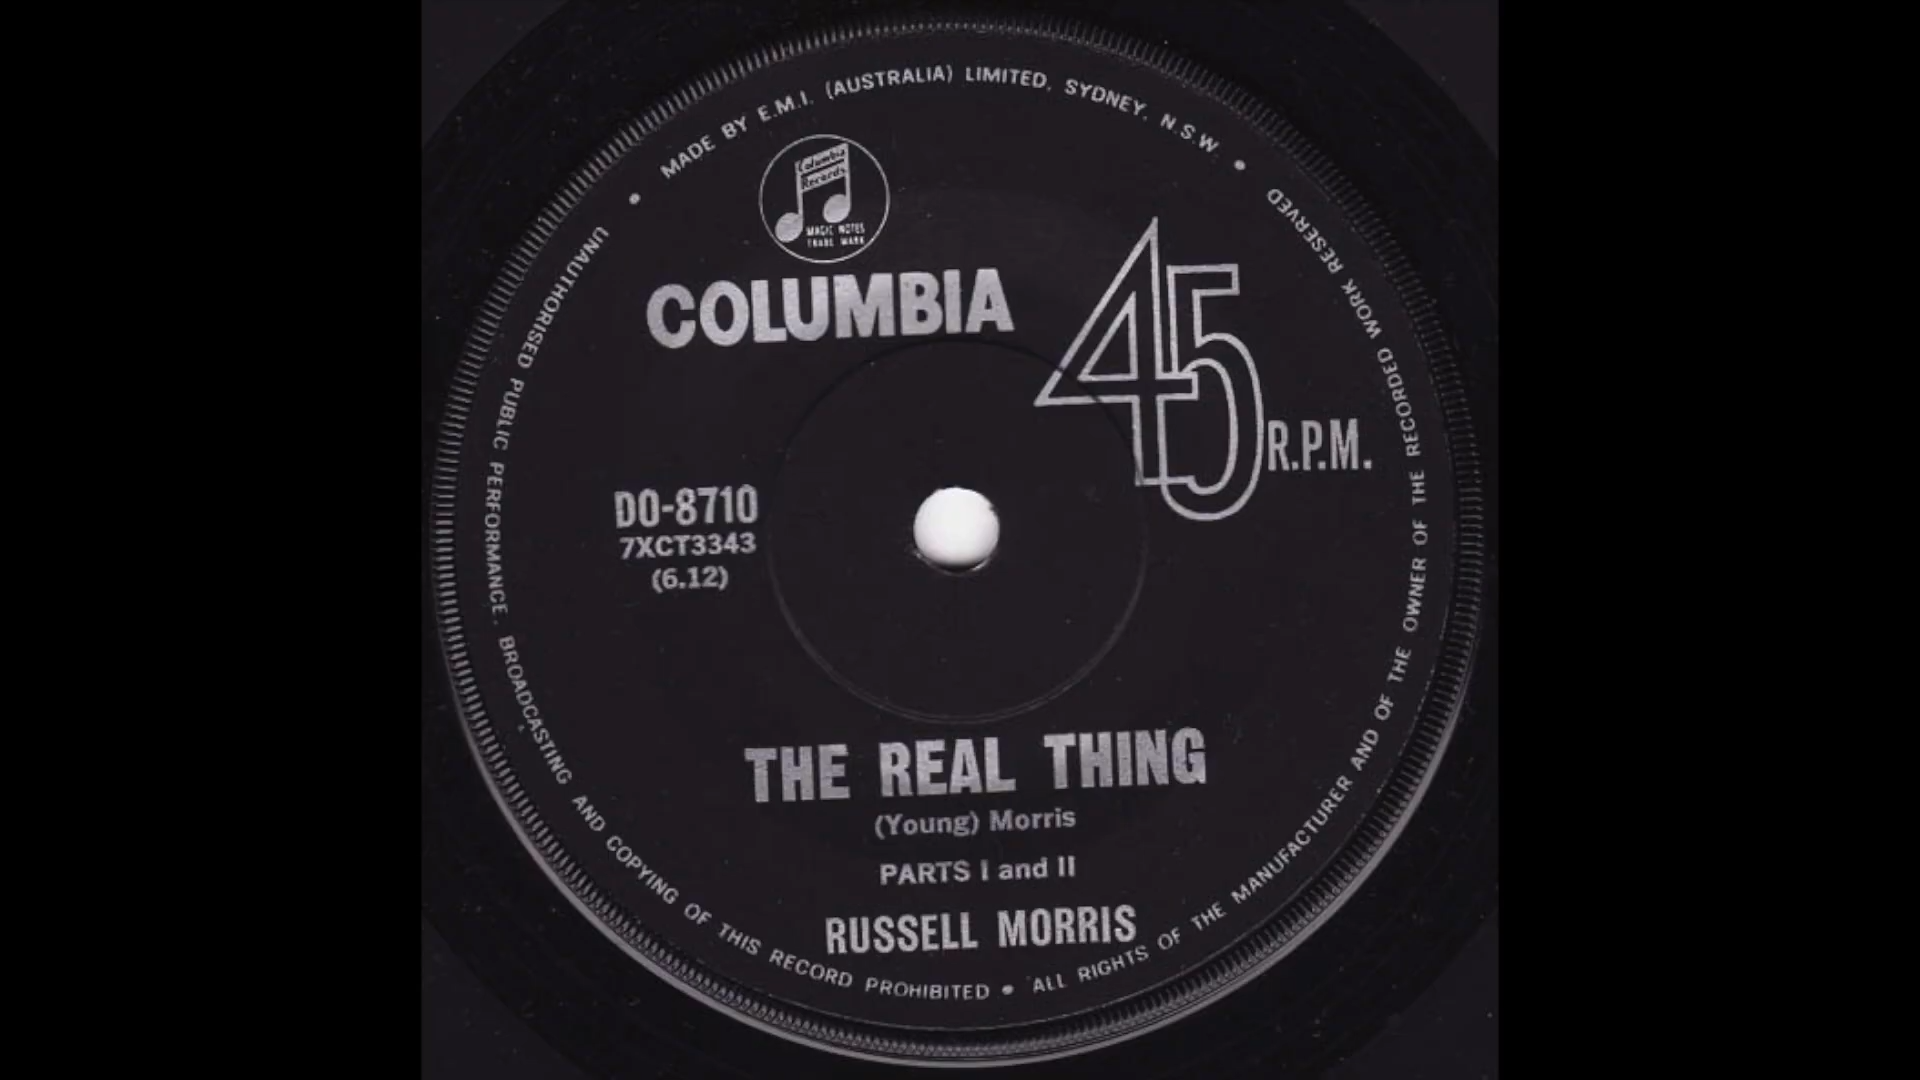 MADE BY E.M.I. (AUSTRALIA) LIMITED, SYDNEY, N.S.W
Columbia
Records
MAGIC NOTES
TRADE MARK
COLUMBIA
45 R.P.M.
DO-8710
7XCT3343
(6.12)
THE REAL THING
(Young) Morris
PARTS I and II
RUSSELL MORRIS
UNAUTHORISED PUBLIC PERFORMANCE. BROADCASTING AND COPYING OF THIS RECORD PROHIBITED • ALL RIGHTS OF THE MANUFACTURER AND OF THE OWNER OF THE RECORDED WORK RESERVED